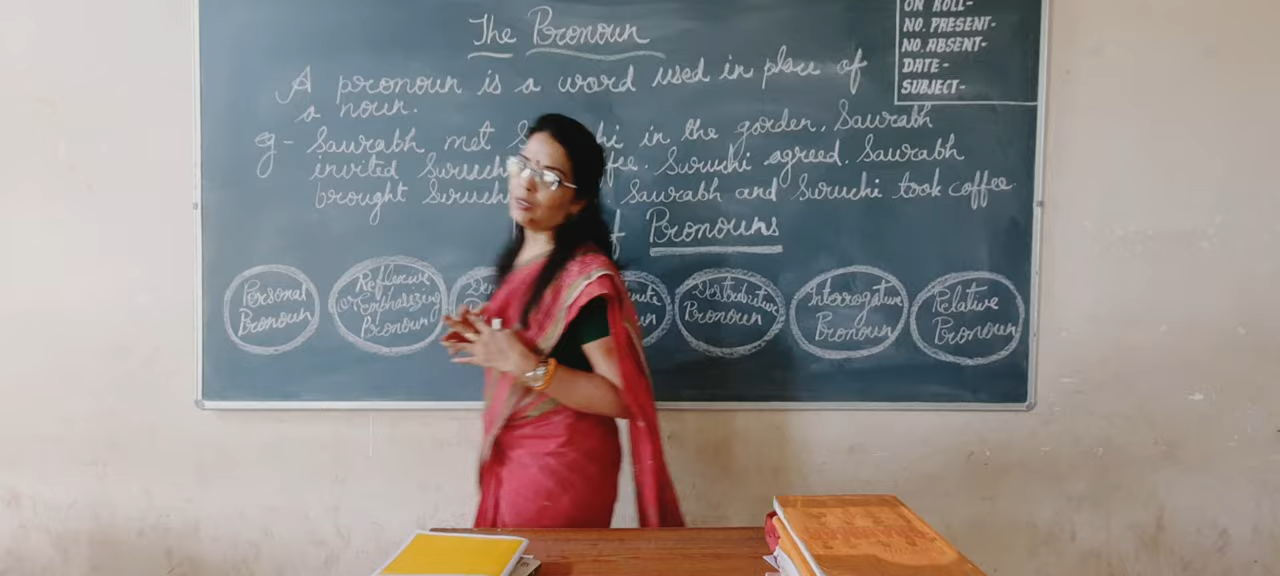 The Pronoun
ON ROLL-
NO. PRESENT-
NO. ABSENT-
DATE -
SUBJECT-
A pronoun is a word used in place of
a noun.
eg - Saurabh met in the garden. Saurabh
invited Suruchi. Suruchi agreed. Saurabh
brought Suruchi. Saurabh and Suruchi took coffee.
of Pronouns
Personal
Pronoun
Reflexive
or Emphasizing
Pronoun
Distributive
Pronoun
Interrogative
Pronoun
Relative
Pronoun